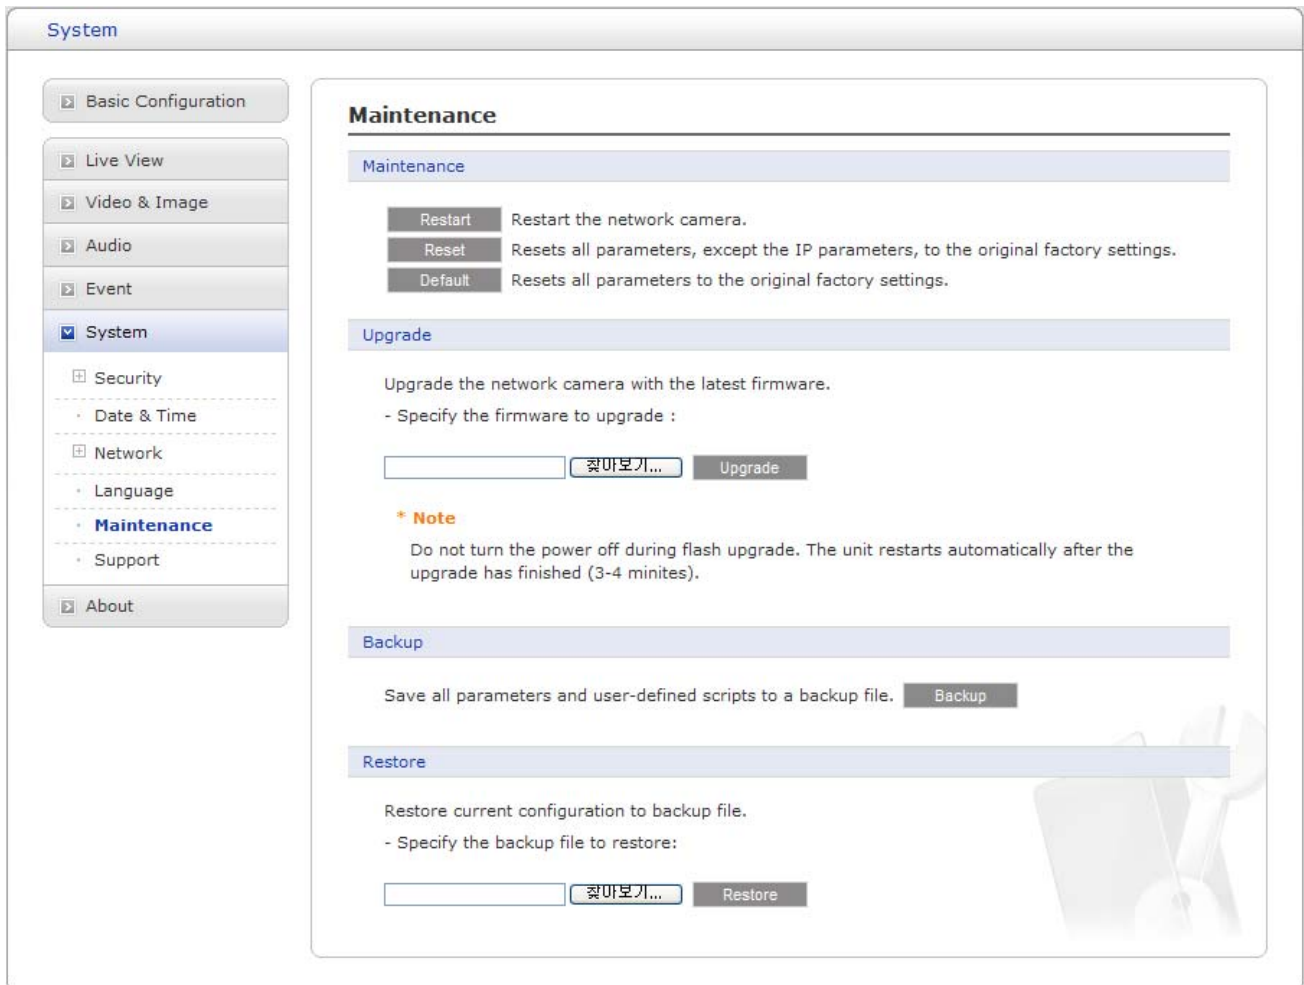 System
Basic Configuration
Live View
Video & Image
Audio
Event
System
Security
· Date & Time
Network
· Language
· Maintenance
· Support
About
Maintenance
Maintenance
Restart Restart the network camera.
Reset Resets all parameters, except the IP parameters, to the original factory settings.
Default Resets all parameters to the original factory settings.
Upgrade
Upgrade the network camera with the latest firmware.
- Specify the firmware to upgrade :
찾아보기... Upgrade
* Note
Do not turn the power off during flash upgrade. The unit restarts automatically after the
upgrade has finished (3-4 minites).
Backup
Save all parameters and user-defined scripts to a backup file. Backup
Restore
Restore current configuration to backup file.
- Specify the backup file to restore:
찾아보기... Restore